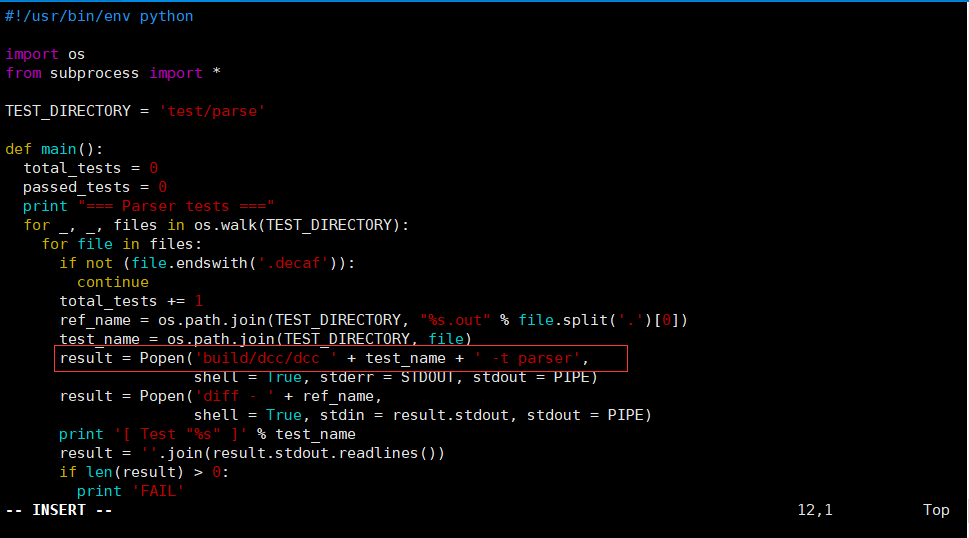 #!/usr/bin/env python

import os
from subprocess import *

TEST_DIRECTORY = 'test/parse'

def main():
  total_tests = 0
  passed_tests = 0
  print "=== Parser tests ==="
  for _, _, files in os.walk(TEST_DIRECTORY):
    for file in files:
      if not (file.endswith('.decaf')):
        continue
      total_tests += 1
      ref_name = os.path.join(TEST_DIRECTORY, "%s.out" % file.split('.')[0])
      test_name = os.path.join(TEST_DIRECTORY, file)
      result = Popen('build/dcc/dcc ' + test_name + ' -t parser',
                     shell = True, stderr = STDOUT, stdout = PIPE)
      result = Popen('diff - ' + ref_name,
                     shell = True, stdin = result.stdout, stdout = PIPE)
      print '[ Test "%s" ]' % test_name
      result = ''.join(result.stdout.readlines())
      if len(result) > 0:
        print 'FAIL'
-- INSERT -- 12,1 Top